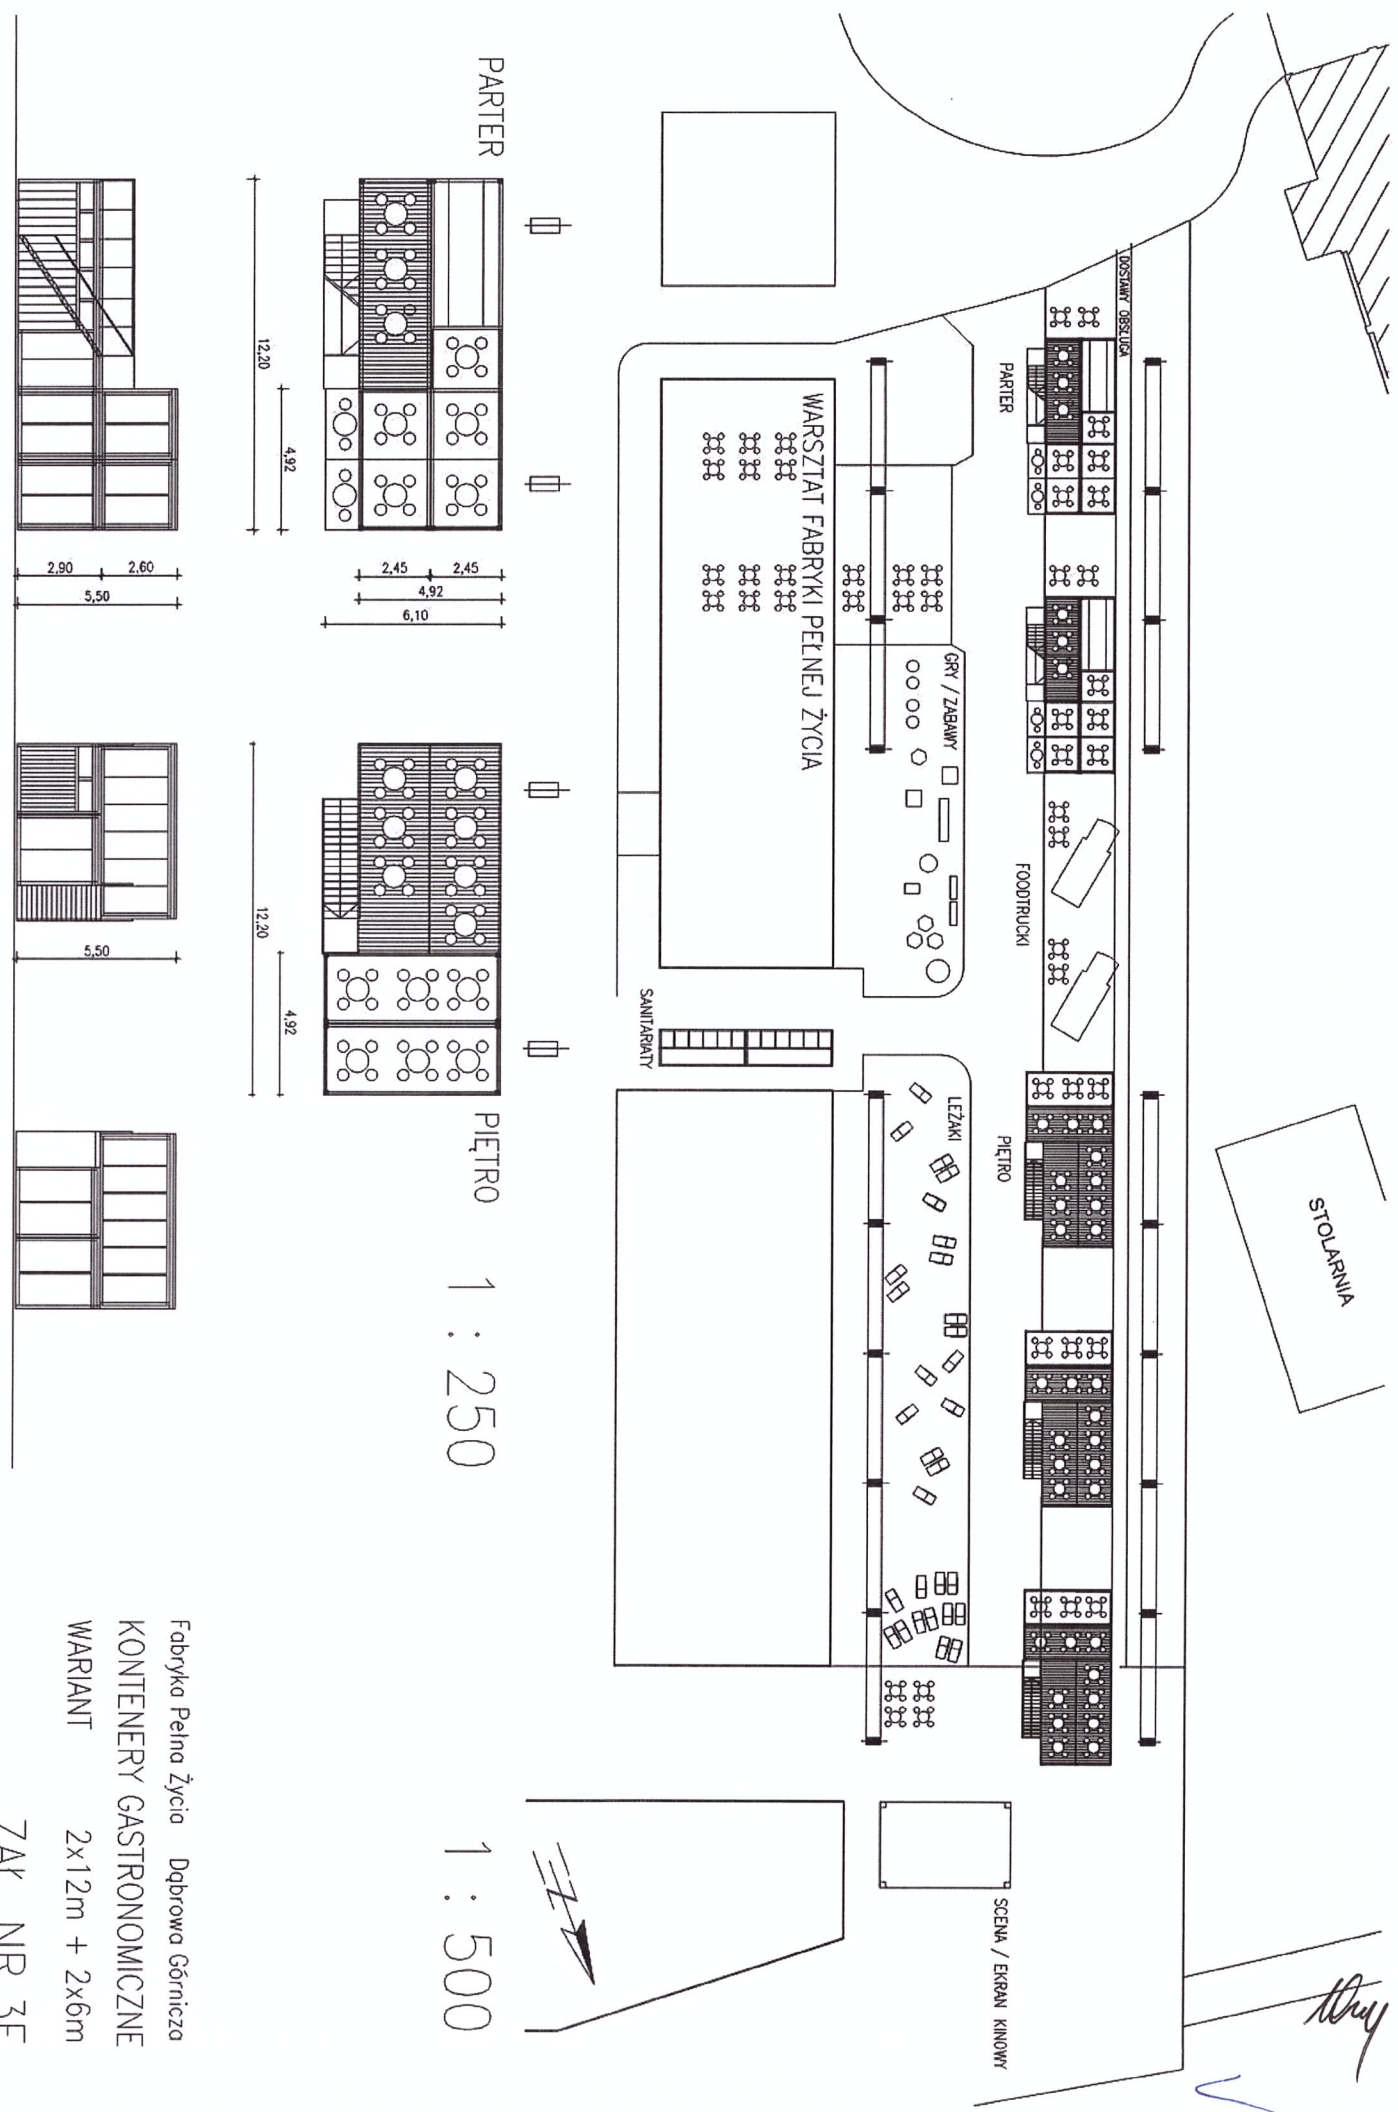 STOLARNIA
DOSTAWY OBSŁUGA
PARTER
FOODTRUCKI
PIĘTRO
SCENA / EKRAN KINOWY
GRY / ZABAWY
LEŻAKI
WARSZTAT FABRYKI PEŁNEJ ŻYCIA
SANITARIATY
PARTER
PIĘTRO 1 : 250
1 : 500
2,45
2,45
4,92
6,10
4,92
12,20
4,92
12,20
2,90
2,60
5,50
5,50
Fabryka Pełna Życia Dąbrowa Górnicza
KONTENERY GASTRONOMICZNE
WARIANT 2x12m + 2x6m
ZAŁ NR 3F